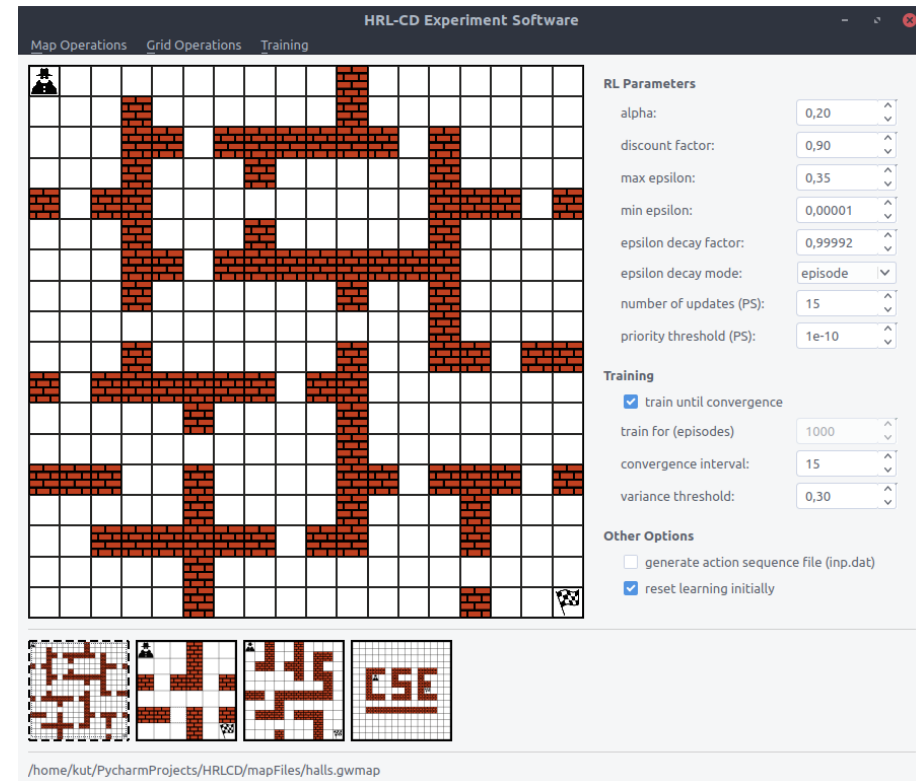 HRL-CD Experiment Software
Map Operations Grid Operations Training
RL Parameters
alpha: 0,20
discount factor: 0,90
max epsilon: 0,35
min epsilon: 0,00001
epsilon decay factor: 0,99992
epsilon decay mode: episode
number of updates (PS): 15
priority threshold (PS): 1e-10
Training
train until convergence
train for (episodes) 1000
convergence interval: 15
variance threshold: 0,30
Other Options
generate action sequence file (inp.dat)
reset learning initially
CSE
/home/kut/PycharmProjects/HRLCD/mapFiles/halls.gwmap